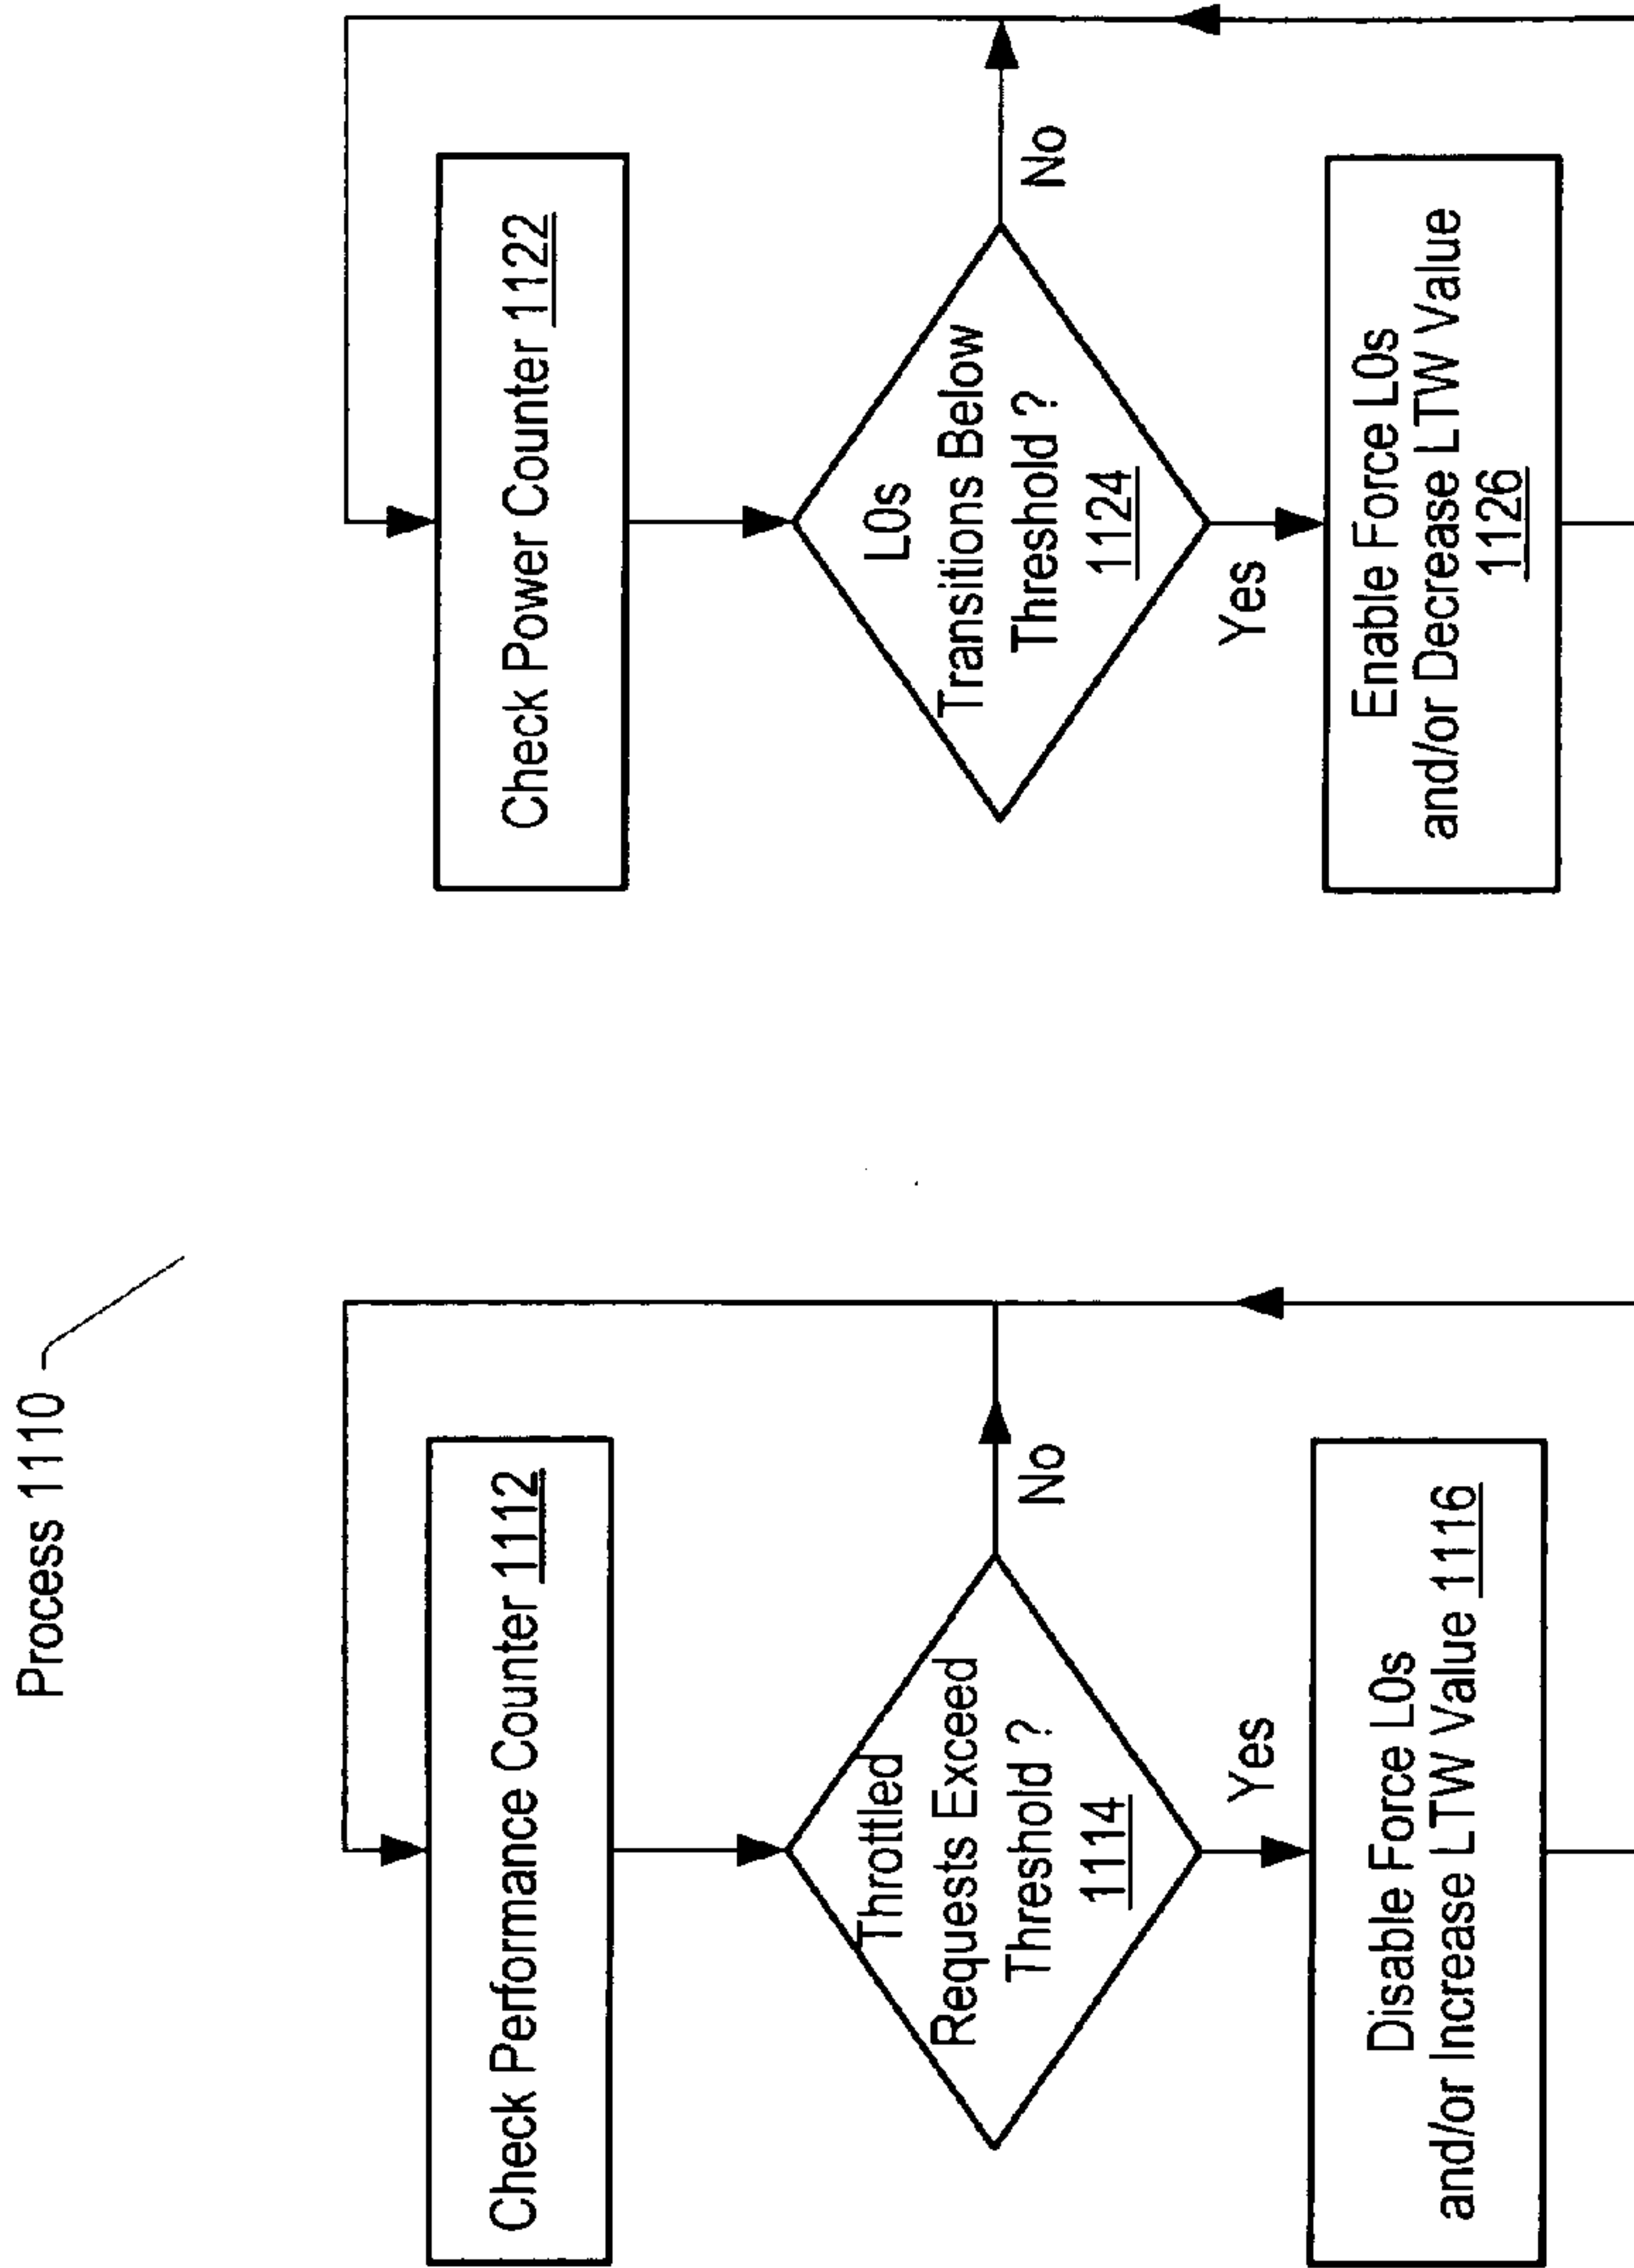 Process 1110
Check Performance Counter 1112
Throttled
Requests Exceed
Threshold ?
1114
No
Yes
Disable Force L0s
and/or Increase LTW Value 1116
Check Power Counter 1122
L0s
Transitions Below
Threshold ?
1124
No
Yes
Enable Force L0s
and/or Decrease LTW Value
1126